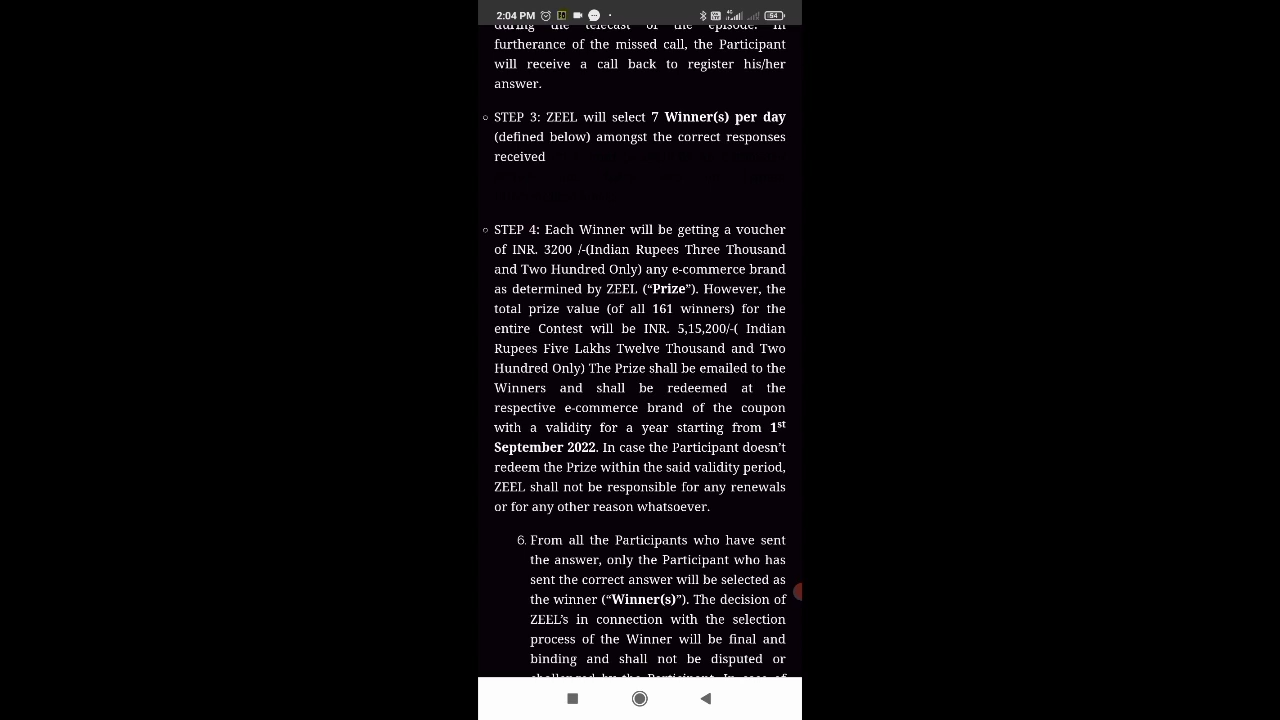 2:04 PM
4G
54
during the telecast of the episode. In
furtherance of the missed call, the Participant
will receive a call back to register his/her
answer.
STEP 3: ZEEL will select 7 Winner(s) per day
(defined below) amongst the correct responses
received
STEP 4: Each Winner will be getting a voucher
of INR. 3200 /-(Indian Rupees Three Thousand
and Two Hundred Only) any e-commerce brand
as determined by ZEEL (“Prize”). However, the
total prize value (of all 161 winners) for the
entire Contest will be INR. 5,15,200/-( Indian
Rupees Five Lakhs Twelve Thousand and Two
Hundred Only) The Prize shall be emailed to the
Winners and shall be redeemed at the
respective e-commerce brand of the coupon
with a validity for a year starting from 1st
September 2022. In case the Participant doesn’t
redeem the Prize within the said validity period,
ZEEL shall not be responsible for any renewals
or for any other reason whatsoever.
6. From all the Participants who have sent
the answer, only the Participant who has
sent the correct answer will be selected as
the winner (“Winner(s)”). The decision of
ZEEL’s in connection with the selection
process of the Winner will be final and
binding and shall not be disputed or
challenged by the Participant. In case of